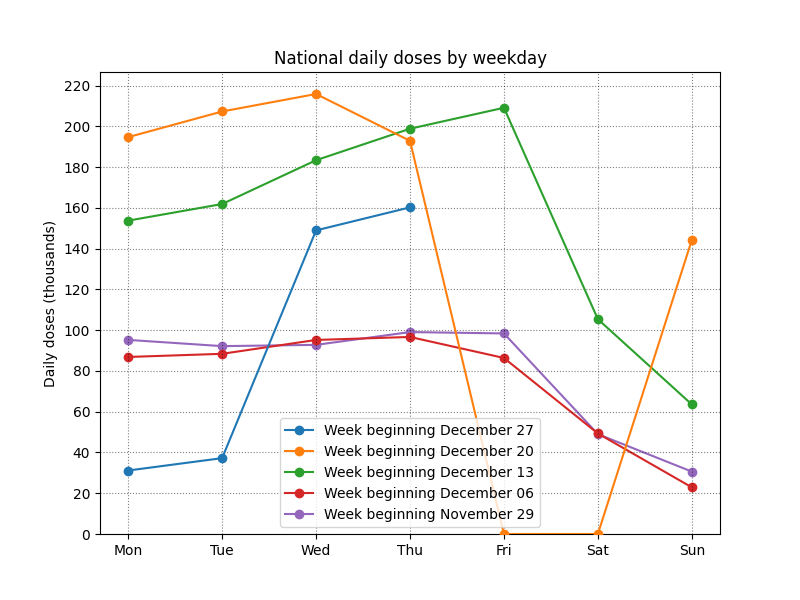 National daily doses by weekday
Daily doses (thousands)
220
200
180
160
140
120
100
80
60
40
20
0
Week beginning December 27
Week beginning December 20
Week beginning December 13
Week beginning December 06
Week beginning November 29
Mon Tue Wed Thu Fri Sat Sun